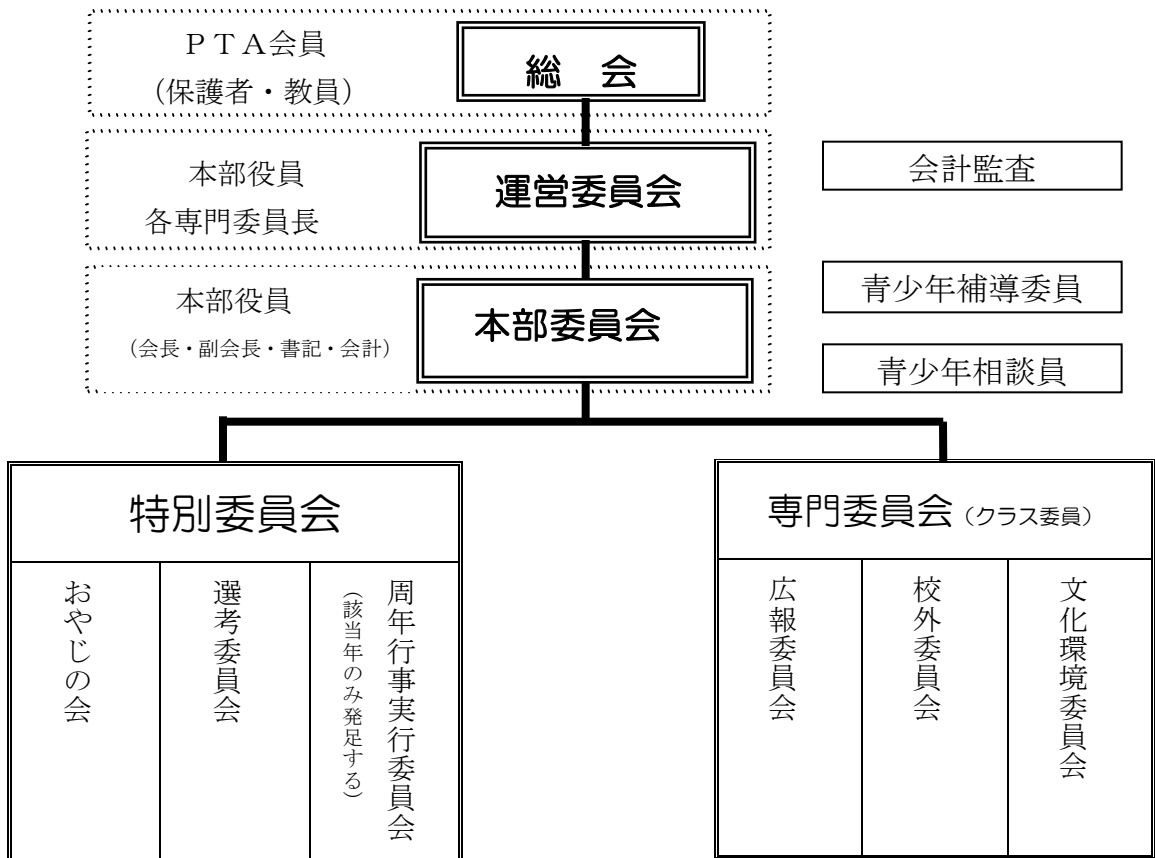 PTA会員
(保護者・教員)
総 会
本部役員
各専門委員長
運営委員会
会計監査
本部役員
(会長・副会長・書記・会計)
本部委員会
青少年補導委員
青少年相談員
特別委員会
おやじの会
選考委員会
周年行事実行委員会
(該当年のみ発足する)
専門委員会(クラス委員)
広報委員会
校外委員会
文化環境委員会